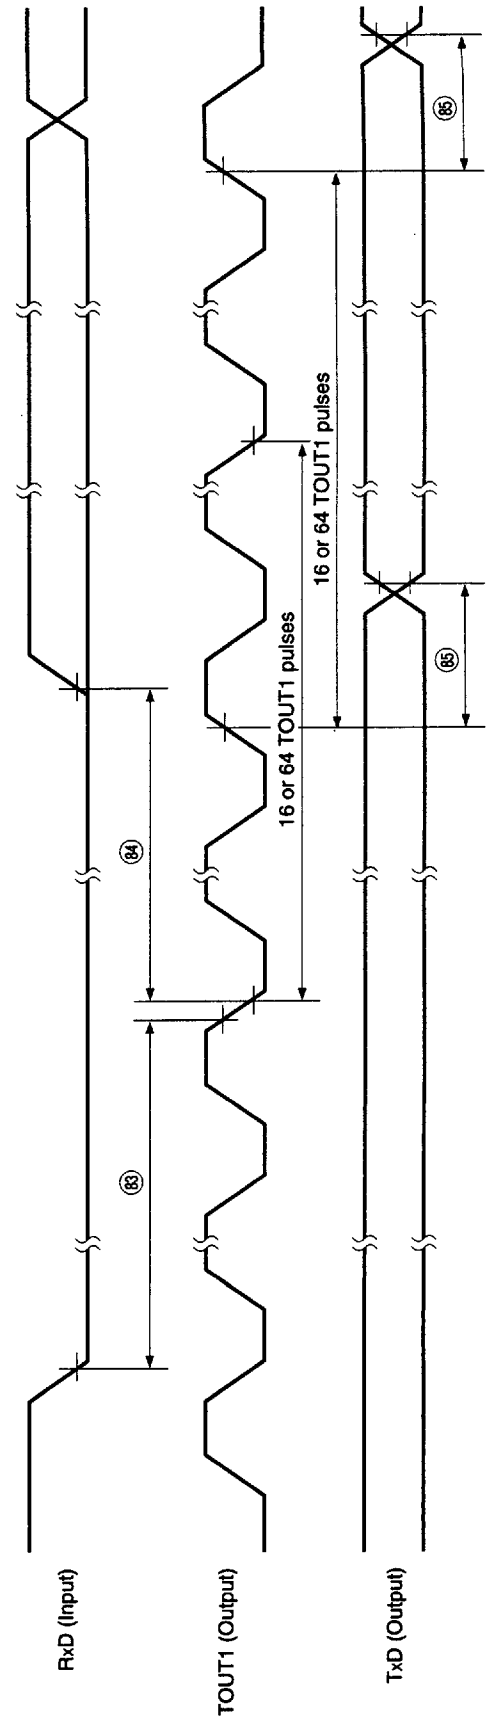 RxD (Input)
83
84
TOUT1 (Output)
16 or 64 TOUT1 pulses
16 or 64 TOUT1 pulses
TxD (Output)
85
85